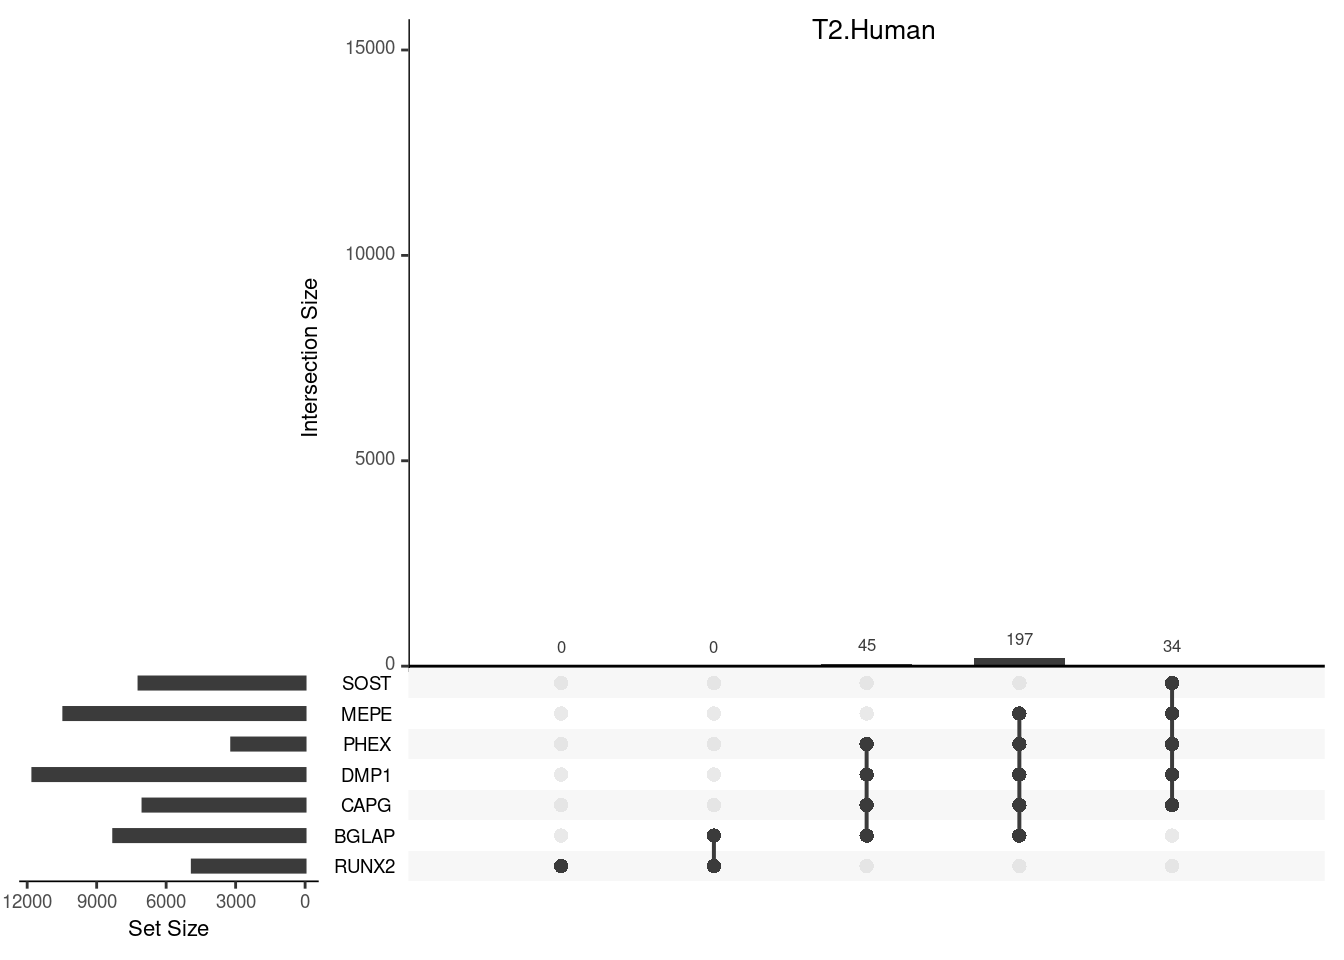 T2.Human
15000
10000
5000
0
Intersection Size
0
0
45
197
34
SOST
MEPE
PHEX
DMP1
CAPG
BGLAP
RUNX2
12000 9000 6000 3000 0
Set Size